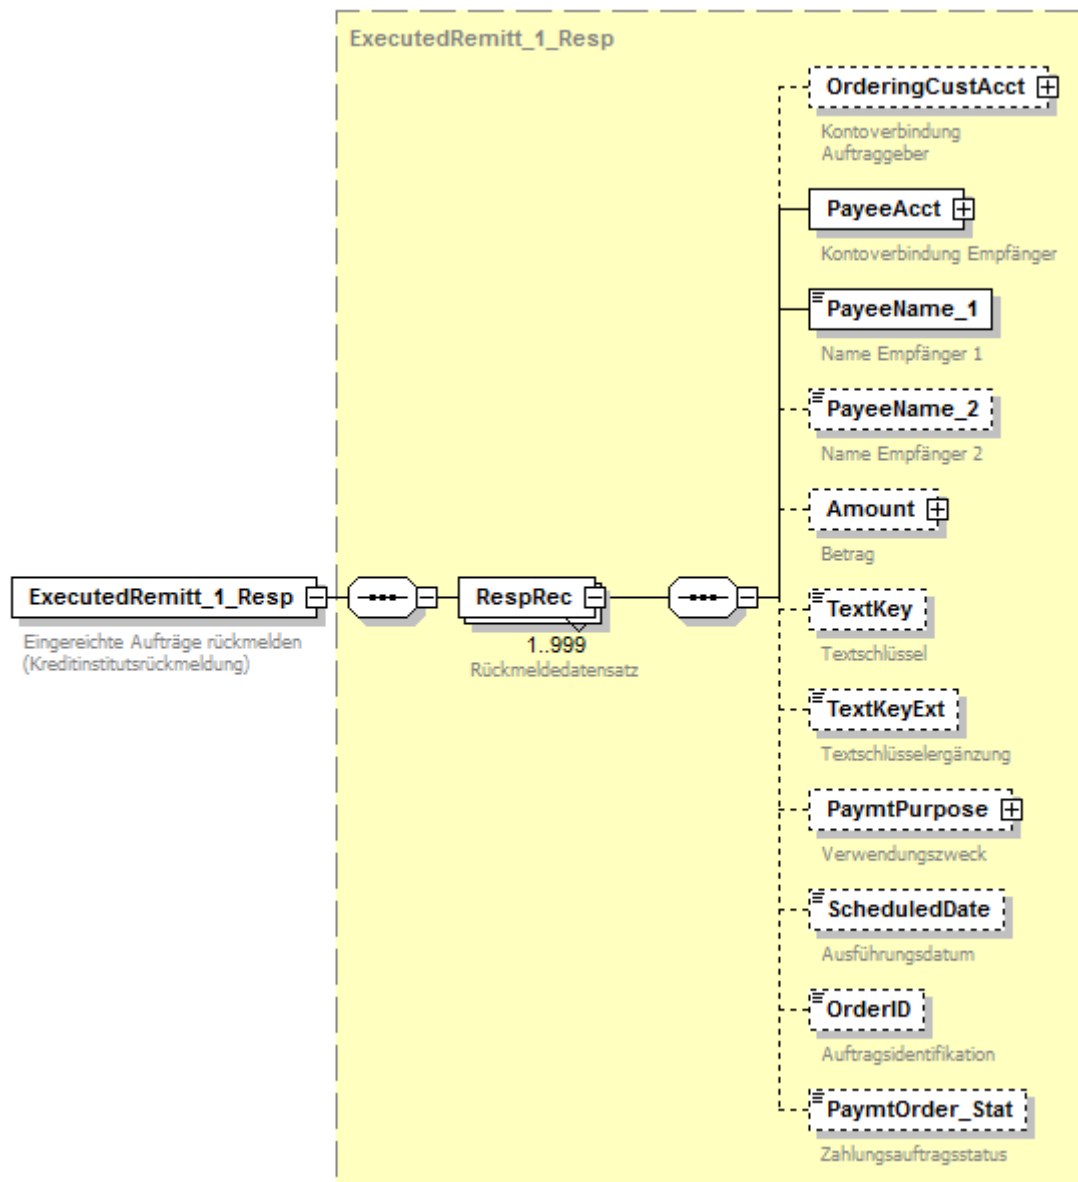 ExecutedRemitt_1_Resp
OrderingCustAcct
Kontoverbindung
Auftraggeber
PayeeAcct
Kontoverbindung Empfänger
PayeeName_1
Name Empfänger 1
PayeeName_2
Name Empfänger 2
Amount
Betrag
ExecutedRemitt_1_Resp
Eingereichte Aufträge rückmelden
(Kreditinstitutsrückmeldung)
RespRec
1..999
Rückmeldedatensatz
TextKey
Textschlüssel
TextKeyExt
Textschlüsselergänzung
PaymtPurpose
Verwendungszweck
ScheduledDate
Ausführungsdatum
OrderID
Auftragsidentifikation
PaymtOrder_Stat
Zahlungsauftragsstatus